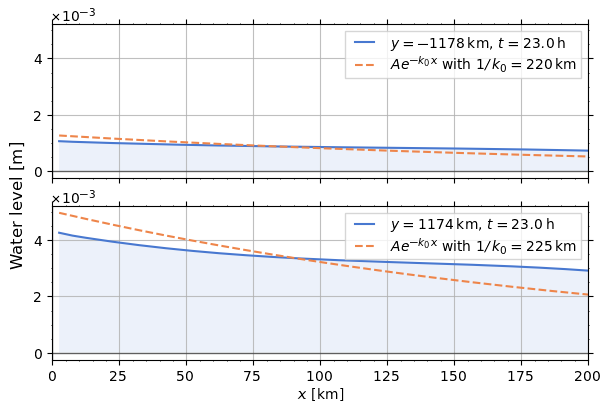 ×10⁻³
4
2
0
y = −1178 km, t = 23.0 h
Ae^{−k₀x} with 1/k₀ = 220 km
Water level [m]
×10⁻³
4
2
0
y = 1174 km, t = 23.0 h
Ae^{−k₀x} with 1/k₀ = 225 km
0 25 50 75 100 125 150 175 200
x [km]